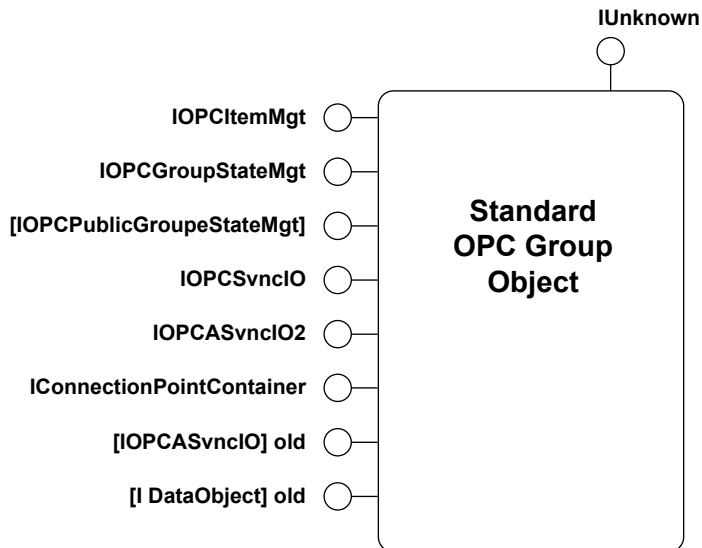 IUnknown
IOPCItemMgt
IOPCGroupStateMgt
[IOPCPublicGroupeStateMgt]
IOPCSvncIO
IOPCASvncIO2
IConnectionPointContainer
[IOPCASvncIO] old
[I DataObject] old
Standard
OPC Group
Object